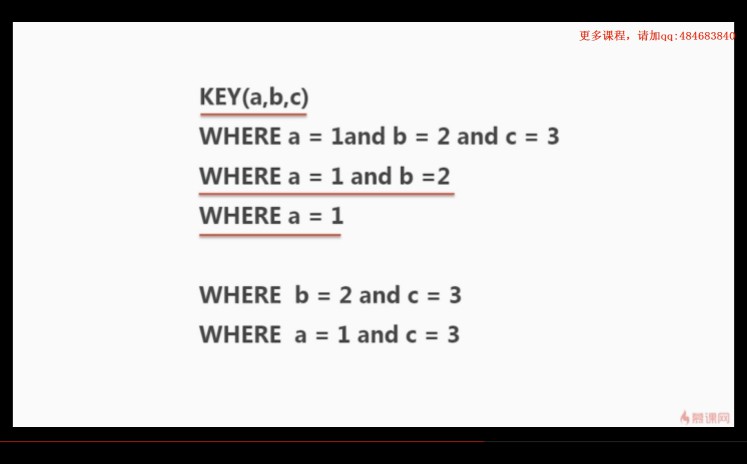 更多课程，请加qq:484683840
KEY(a,b,c)
WHERE a = 1and b = 2 and c = 3
WHERE a = 1 and b =2
WHERE a = 1
WHERE  b = 2 and c = 3
WHERE  a = 1 and c = 3
慕课网